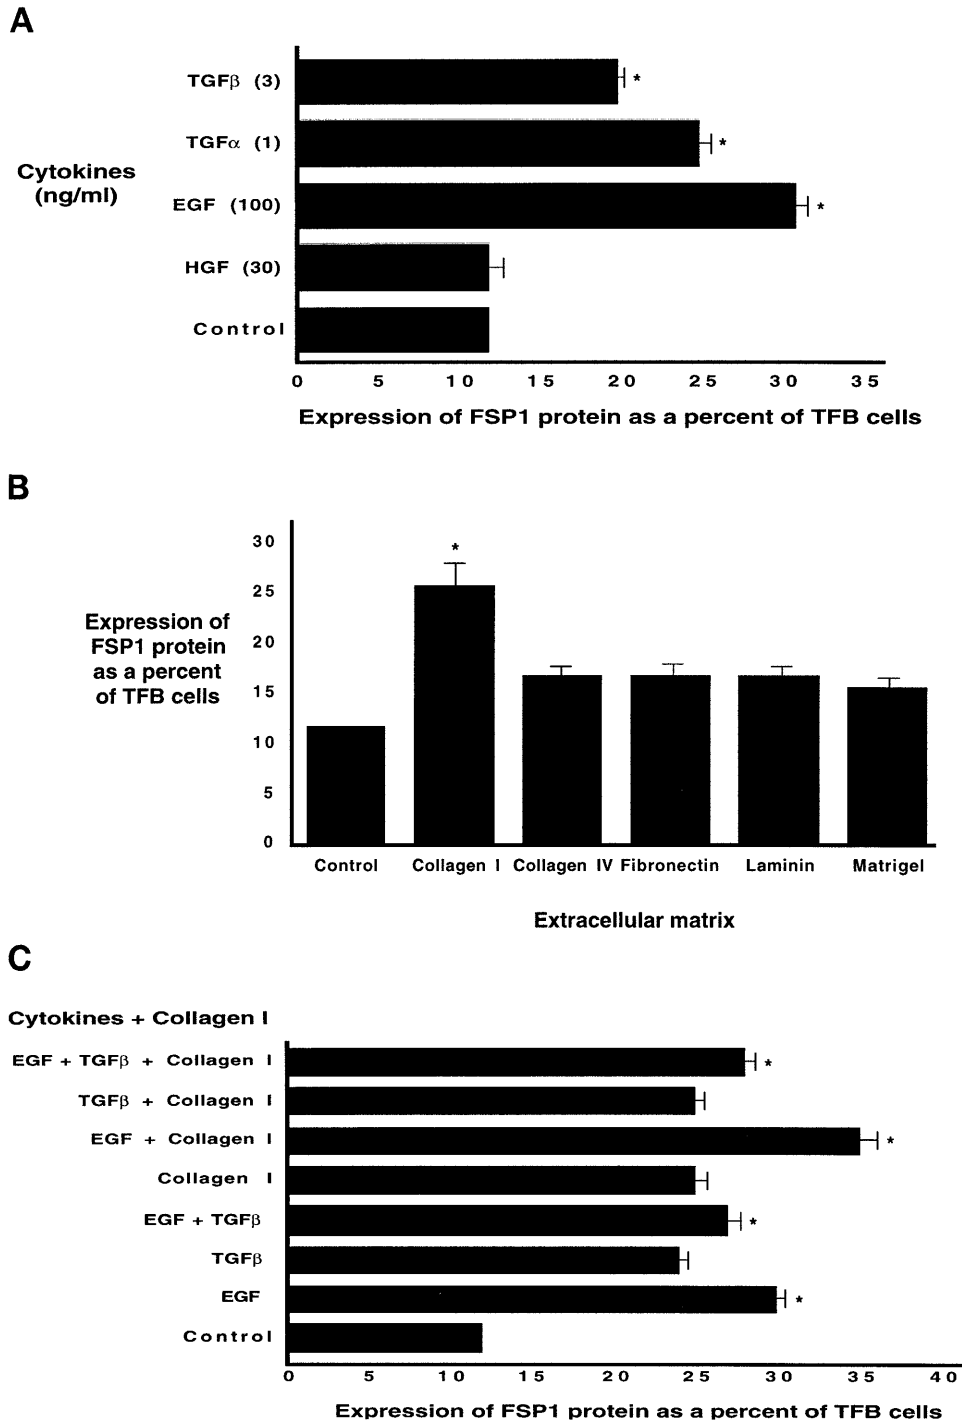 A
TGFβ (3)
*
TGFα (1)
*
Cytokines
(ng/ml)
EGF (100)
*
HGF (30)
Control
0 5 10 15 20 25 30 35
Expression of FSP1 protein as a percent of TFB cells
B
30
25
20
15
10
5
0
*
Expression of
FSP1 protein
as a percent
of TFB cells
Control Collagen I Collagen IV Fibronectin Laminin Matrigel
Extracellular matrix
C
Cytokines + Collagen I
EGF + TGFβ + Collagen I
*
TGFβ + Collagen I
EGF + Collagen I
*
Collagen I
EGF + TGFβ
*
TGFβ
EGF
*
Control
0 5 10 15 20 25 30 35 40
Expression of FSP1 protein as a percent of TFB cells